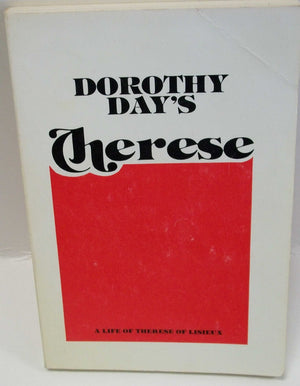 DOROTHY
DAY'S
Therese
A LIFE OF THERESE OF LISIEUX